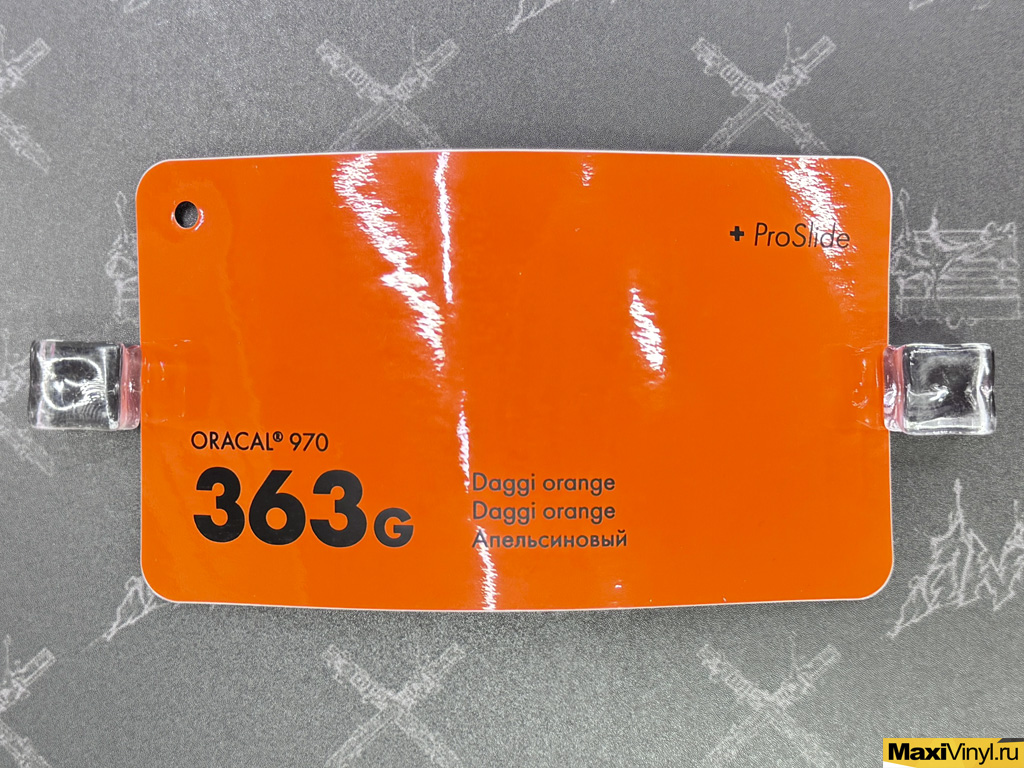 + ProSlide
ORACAL® 970
363G
Daggi orange
Daggi orange
Апельсиновый
MaxiVinyl.ru